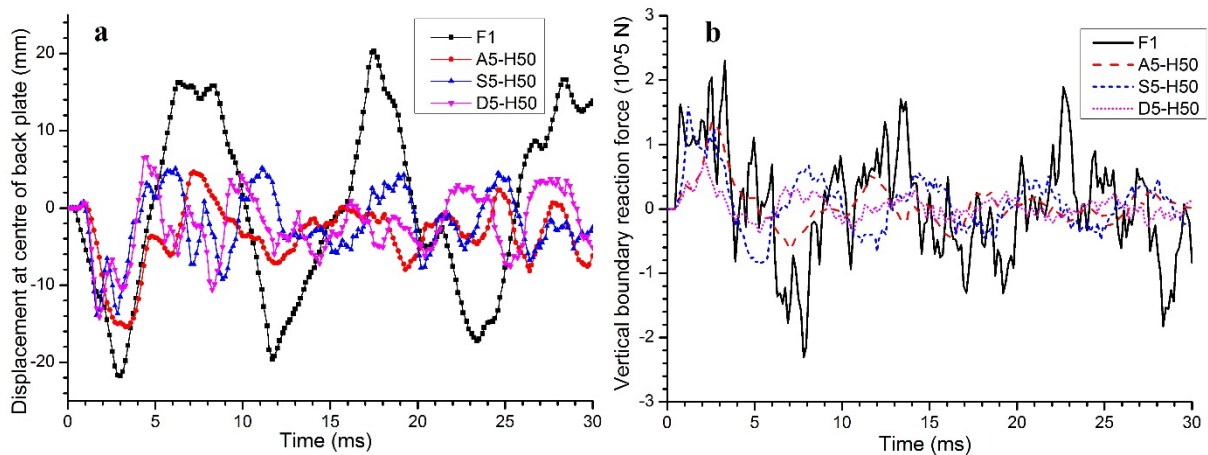 a
F1
A5-H50
S5-H50
D5-H50
20
10
0
-10
-20
0
5
10
15
20
25
30
Displacement at centre of back plate (mm)
Time (ms)
b
F1
A5-H50
S5-H50
D5-H50
3
2
1
0
-1
-2
-3
0
5
10
15
20
25
30
Vertical boundary reaction force (10^5 N)
Time (ms)